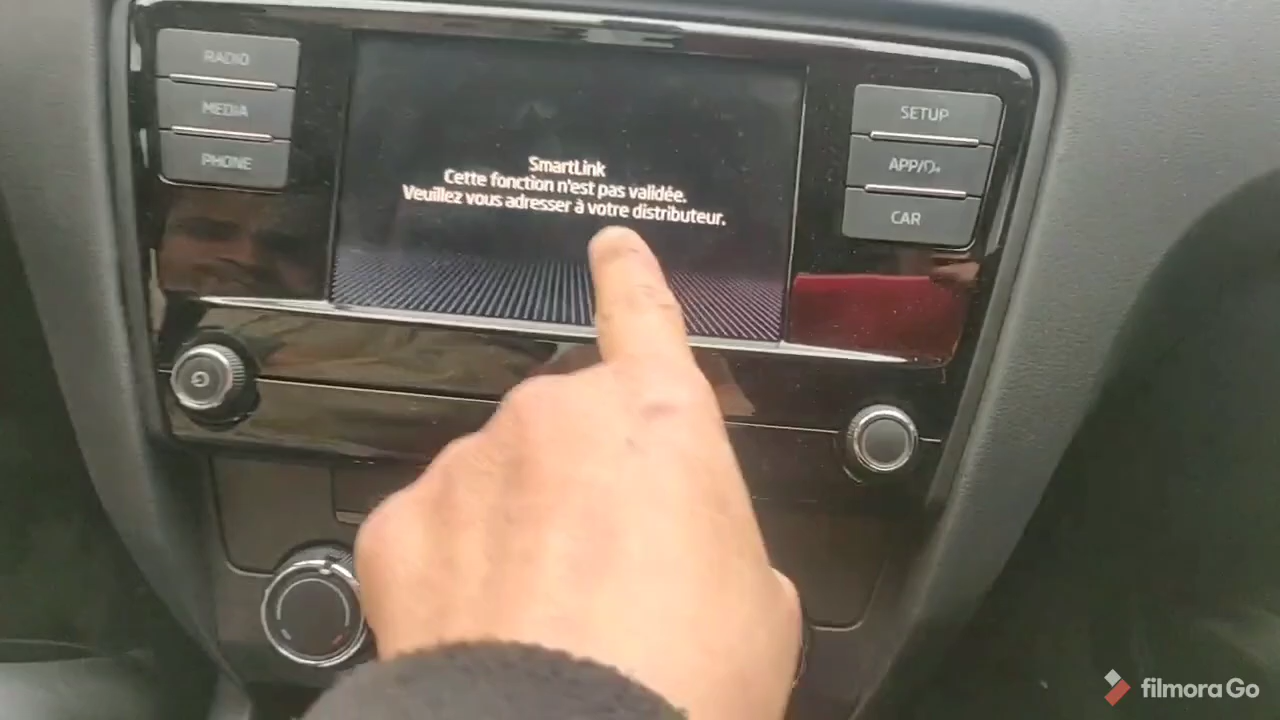 RADIO
MEDIA
PHONE
SmartLink
Cette fonction n'est pas validée.
Veuillez vous adresser à votre distributeur.
SETUP
APP/
CAR
filmoraGo